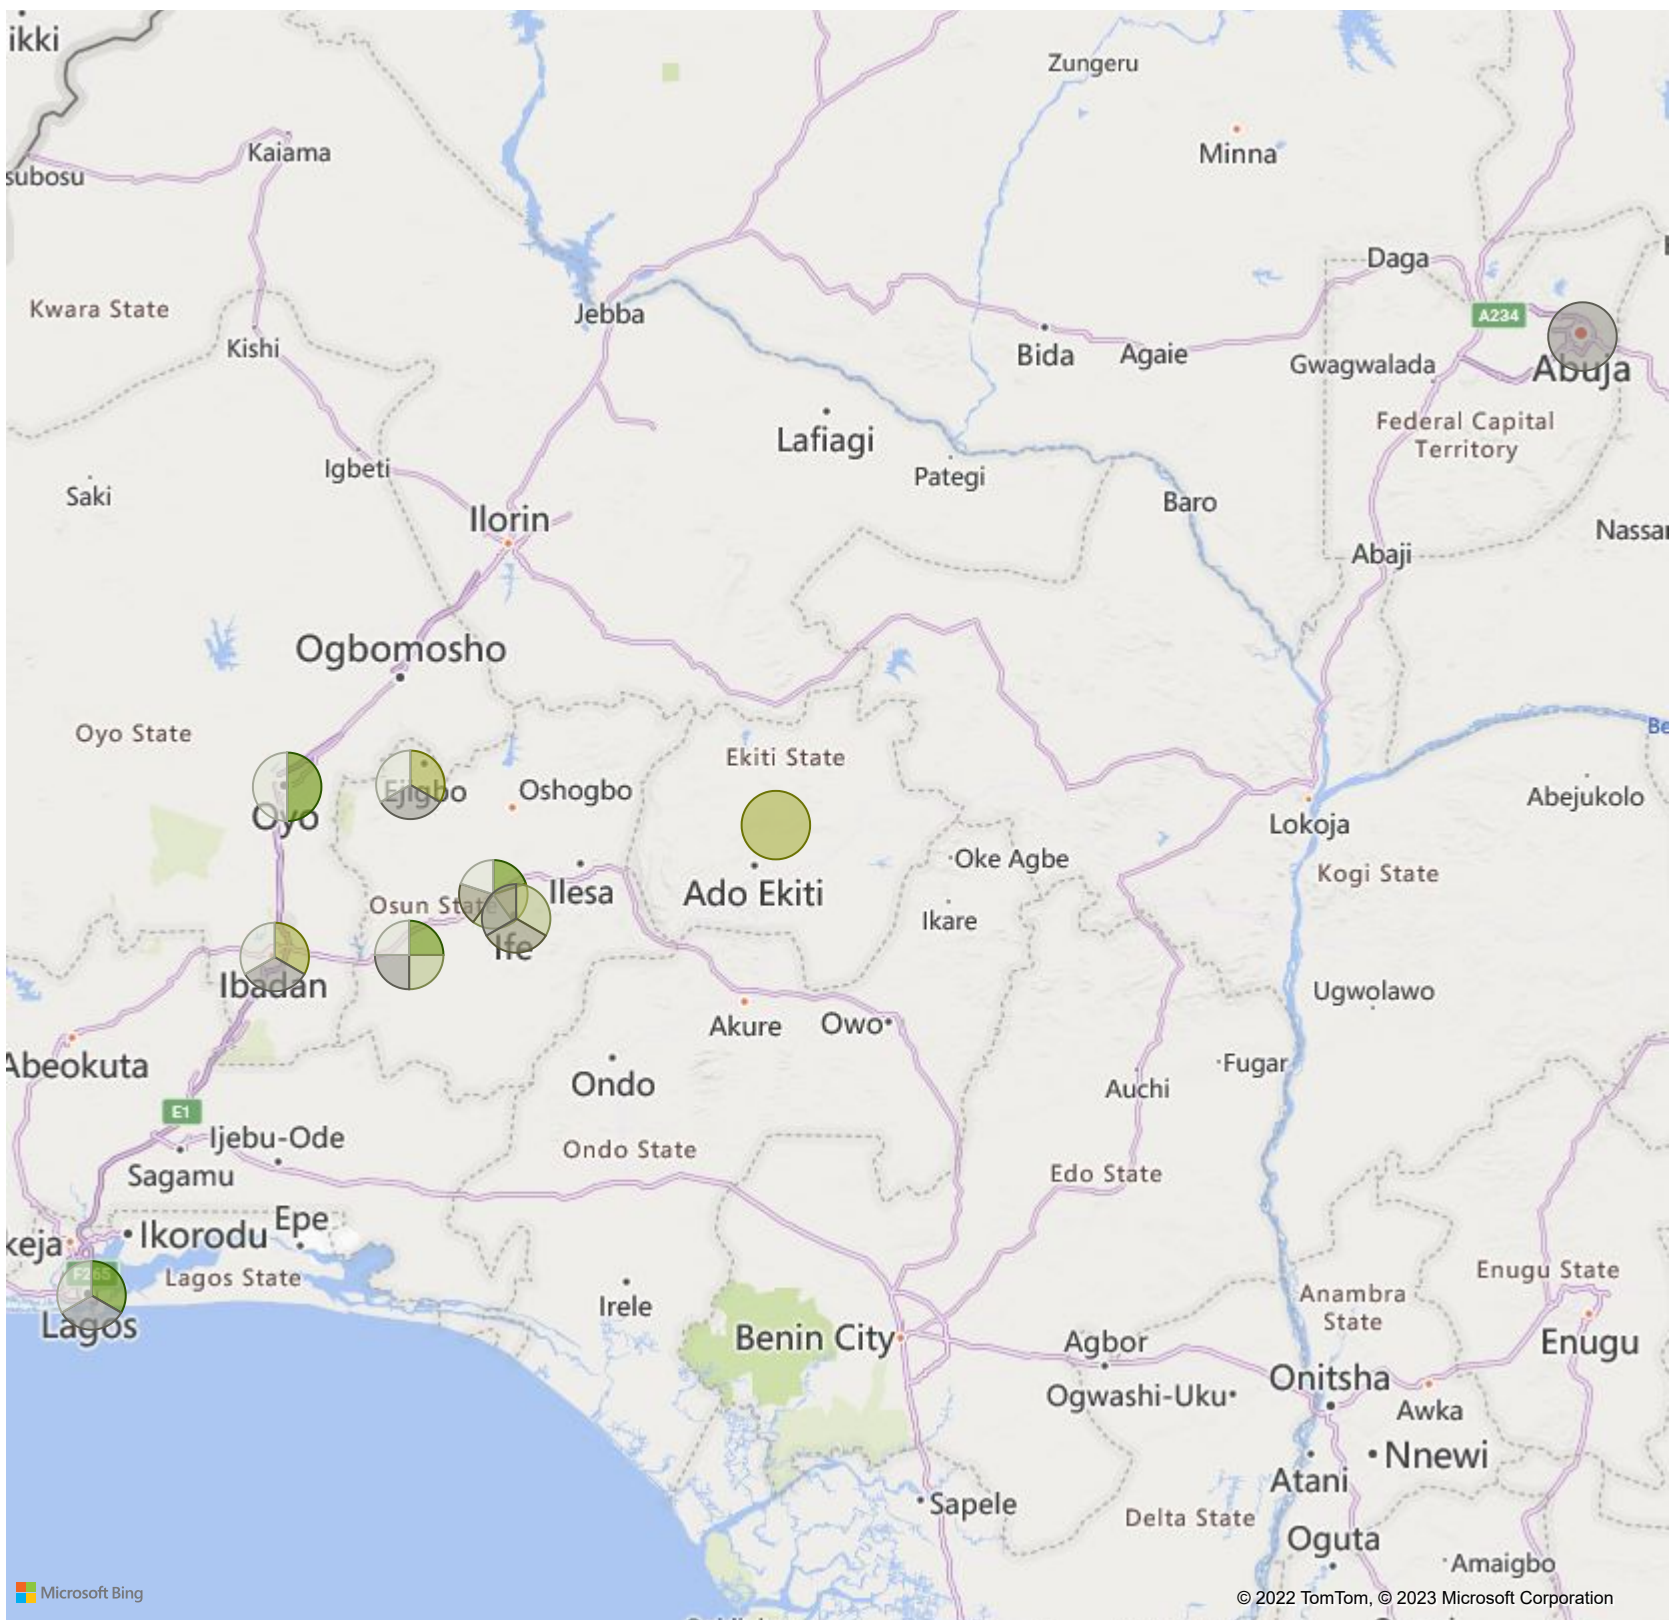 ikki
Zungeru
Kaiama
Minna
subosu
Daga
Kwara State
Jebba
A234
Kishi
Bida
Agaie
Gwagwalada
Abuja
Federal Capital
Territory
Lafiagi
Igbeti
Pategi
Saki
Baro
Ilorin
Nassar
Abaji
Ogbomosho
Oyo State
Be
Ekiti State
Ejigbo
Oshogbo
Abejukolo
Oyo
Lokoja
Oke Agbe
Kogi State
Ilesa
Ado Ekiti
Osun State
Ikare
Ife
Ibadan
Ugwolawo
Akure
Owo
Abeokuta
Fugar
Ondo
Auchi
E1
Ijebu-Ode
Ondo State
Sagamu
Edo State
Epe
Ikorodu
keja
F265
Lagos State
Enugu State
Anambra
State
Irele
Lagos
Benin City
Agbor
Enugu
Onitsha
Ogwashi-Uku
Awka
Nnewi
Atani
Sapele
Delta State
Oguta
Amaigbo
Microsoft Bing
© 2022 TomTom, © 2023 Microsoft Corporation